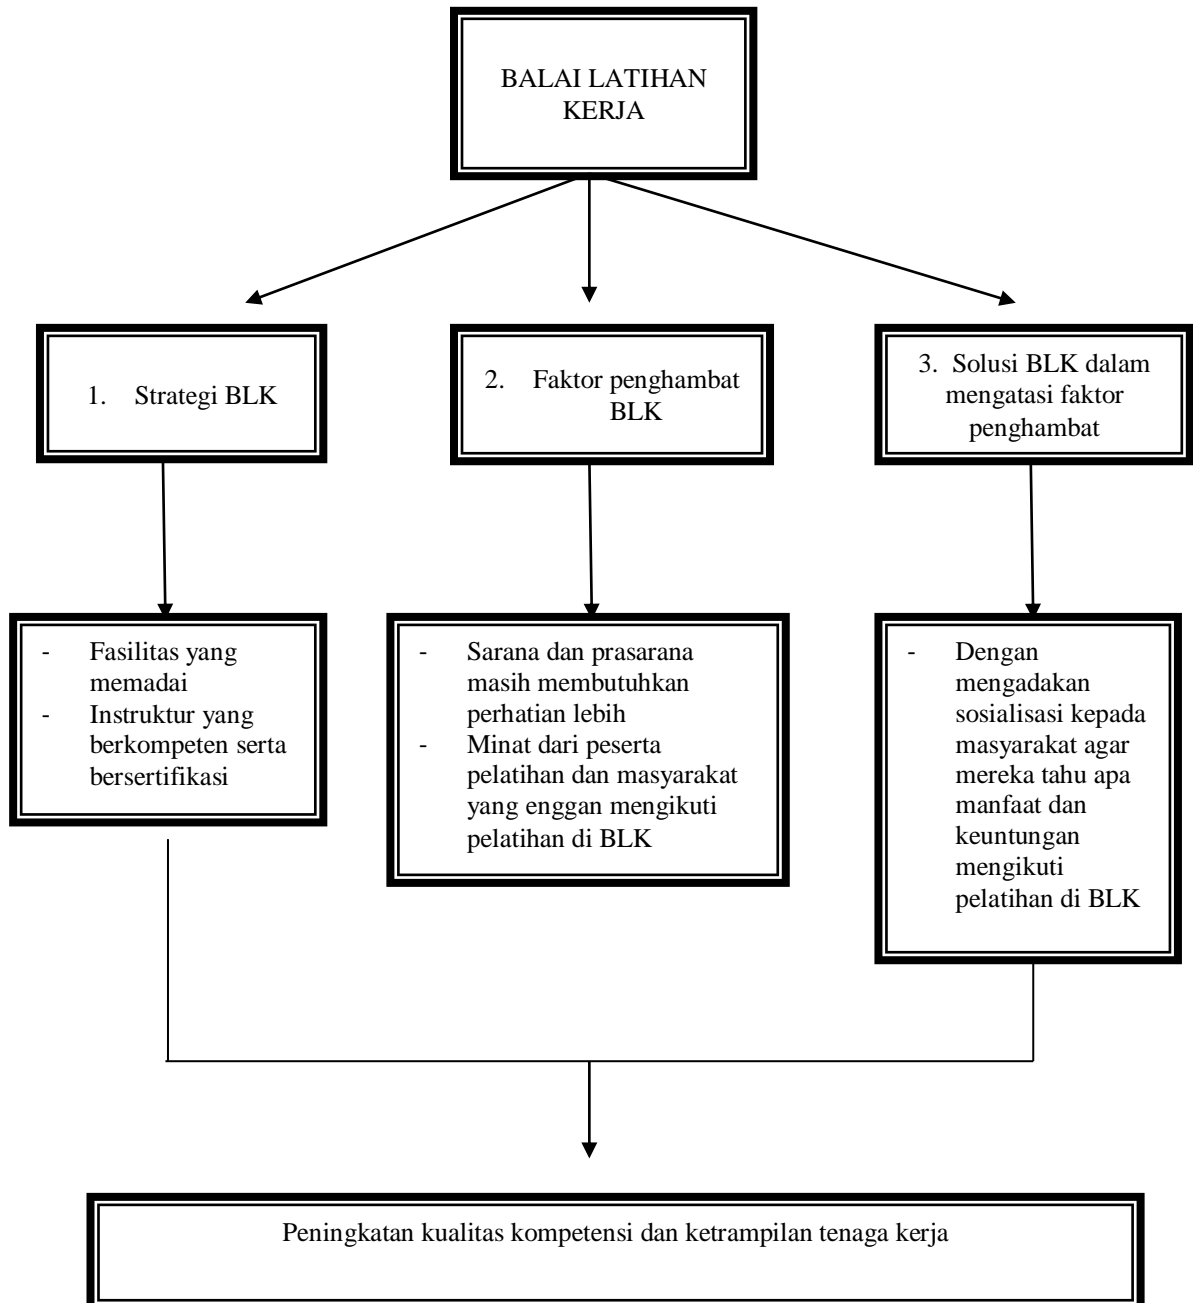 BALAI LATIHAN
KERJA
1. Strategi BLK
2. Faktor penghambat
BLK
3. Solusi BLK dalam
mengatasi faktor
penghambat
- Fasilitas yang
memadai
- Instruktur yang
berkompeten serta
bersertifikasi
- Sarana dan prasarana
masih membutuhkan
perhatian lebih
- Minat dari peserta
pelatihan dan masyarakat
yang enggan mengikuti
pelatihan di BLK
- Dengan
mengadakan
sosialisasi kepada
masyarakat agar
mereka tahu apa
manfaat dan
keuntungan
mengikuti
pelatihan di BLK
Peningkatan kualitas kompetensi dan ketrampilan tenaga kerja